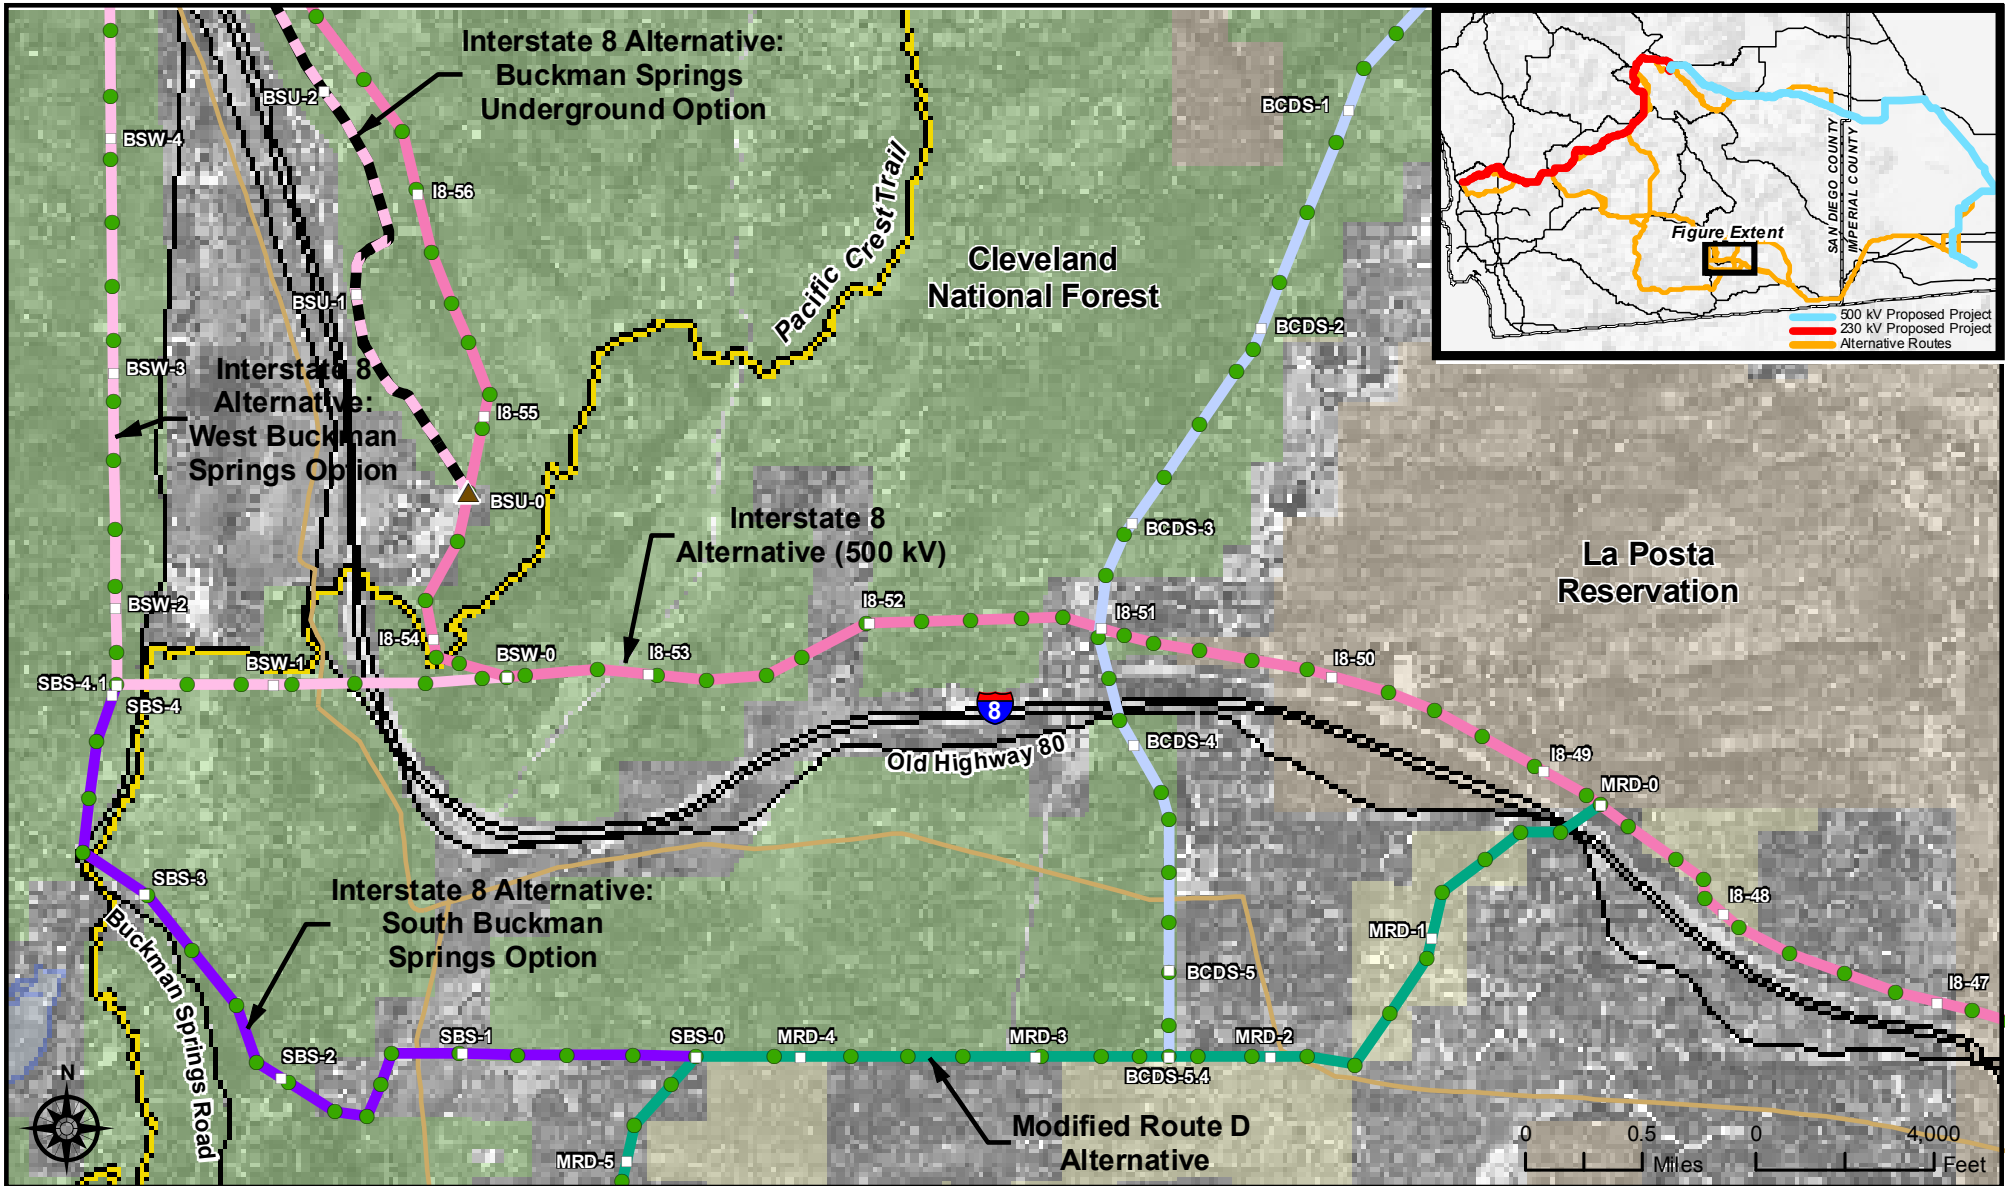 Interstate 8 Alternative:
Buckman Springs
Underground Option
BSU-2
BSW-4
I8-56
BCDS-1
Pacific Crest Trail
Cleveland
National Forest
SAN DIEGO COUNTY
IMPERIAL COUNTY
Figure Extent
500 kV Proposed Project
230 kV Proposed Project
Alternative Routes
BSU-1
BCDS-2
BSW-3
Interstate 8
Alternative:
West Buckman
Springs Option
I8-55
BSU-0
Interstate 8
Alternative (500 kV)
BCDS-3
La Posta
Reservation
BSW-2
I8-52
I8-51
I8-54
BSW-1
BSW-0
I8-53
I8-50
SBS-4.1
SBS-4
8
Old Highway 80
BCDS-4
I8-49
MRD-0
SBS-3
Interstate 8 Alternative:
South Buckman
Springs Option
I8-48
MRD-1
Buckman Springs Road
BCDS-5
I8-47
SBS-2
SBS-1
SBS-0
MRD-4
MRD-3
MRD-2
BCDS-5.4
N
Modified Route D
Alternative
MRD-5
0 0.5
Miles
0 4,000
Feet